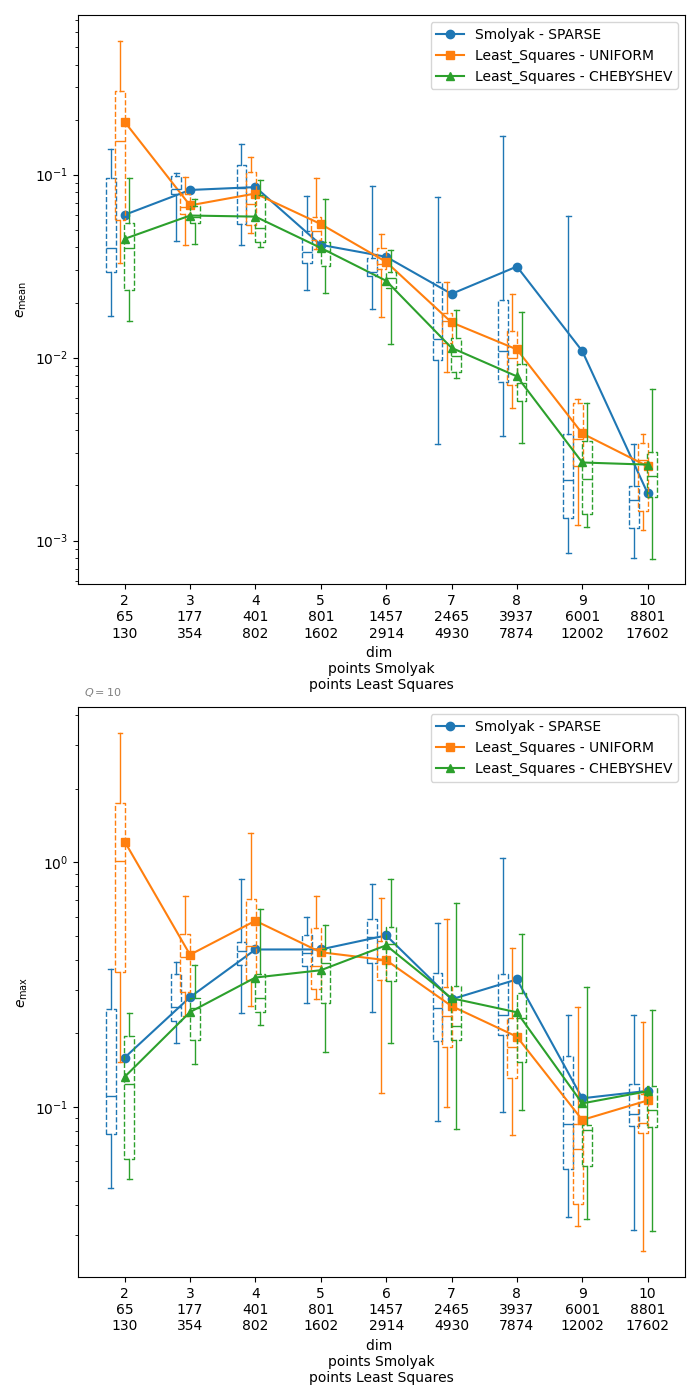 Smolyak - SPARSE
Least_Squares - UNIFORM
Least_Squares - CHEBYSHEV
10⁻¹
10⁻²
10⁻³
e_mean
2 3 4 5 6 7 8 9 10
65 177 401 801 1457 2465 3937 6001 8801
130 354 802 1602 2914 4930 7874 12002 17602
dim
points Smolyak
points Least Squares
Q = 10
Smolyak - SPARSE
Least_Squares - UNIFORM
Least_Squares - CHEBYSHEV
10⁰
10⁻¹
e_max
2 3 4 5 6 7 8 9 10
65 177 401 801 1457 2465 3937 6001 8801
130 354 802 1602 2914 4930 7874 12002 17602
dim
points Smolyak
points Least Squares